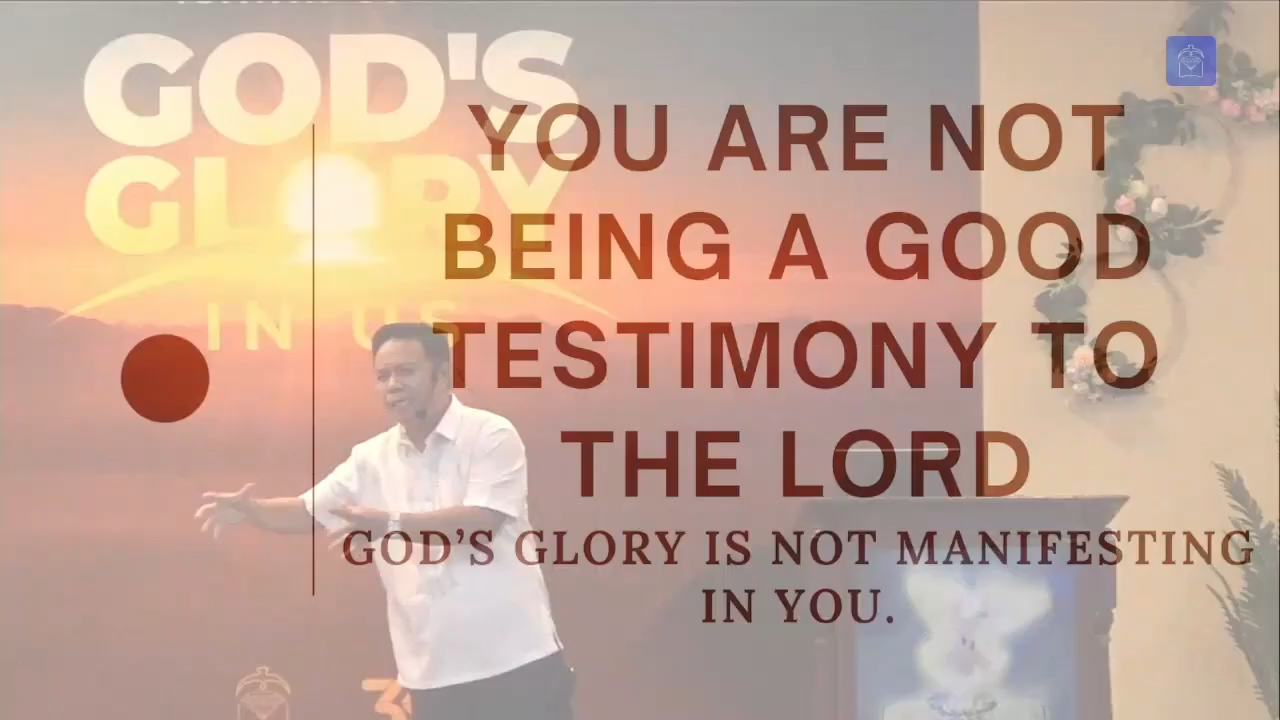 GOD'S
GLORY
IN US
YOU ARE NOT
BEING A GOOD
TESTIMONY TO
THE LORD
GOD’S GLORY IS NOT MANIFESTING
IN YOU.